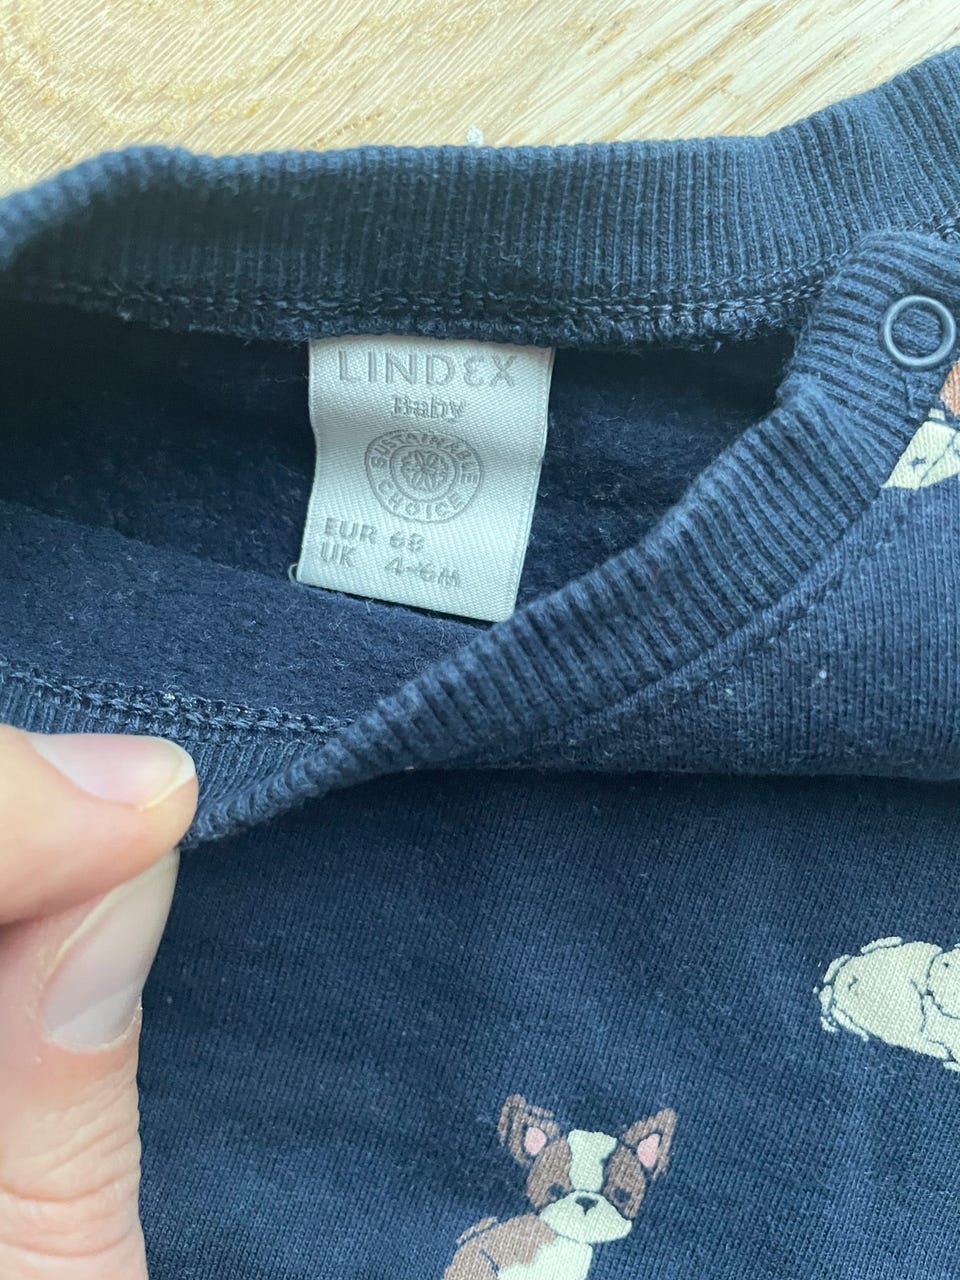 LINDEX
Baby
SUSTAINABLE
CHOICE
EUR 68
UK 4-6M